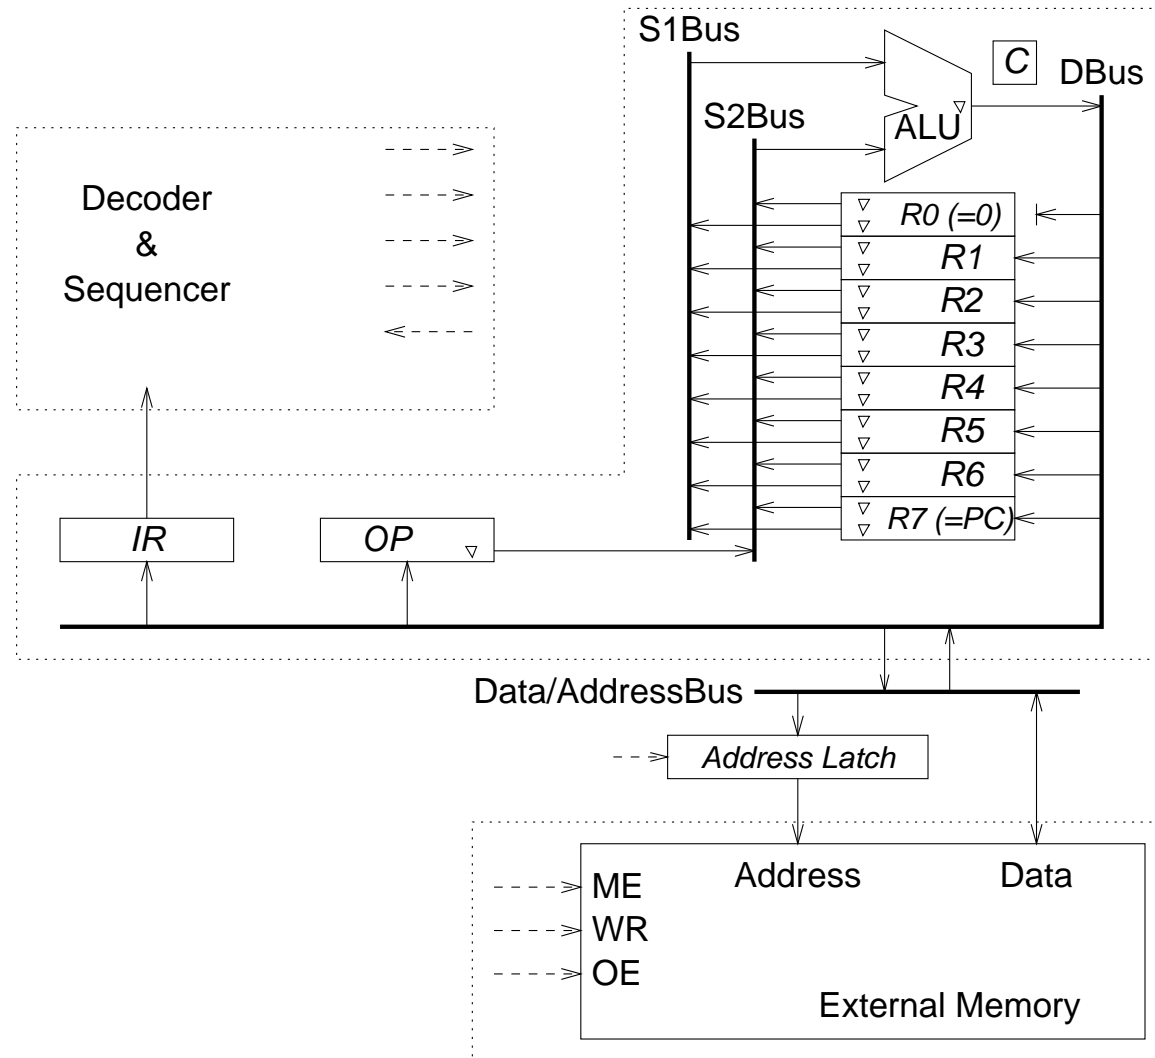 S1Bus
C
DBus
S2Bus
ALU
Decoder
&
Sequencer
R0 (=0)
R1
R2
R3
R4
R5
R6
R7 (=PC)
IR
OP
Data/AddressBus
Address Latch
Address
Data
ME
WR
OE
External Memory